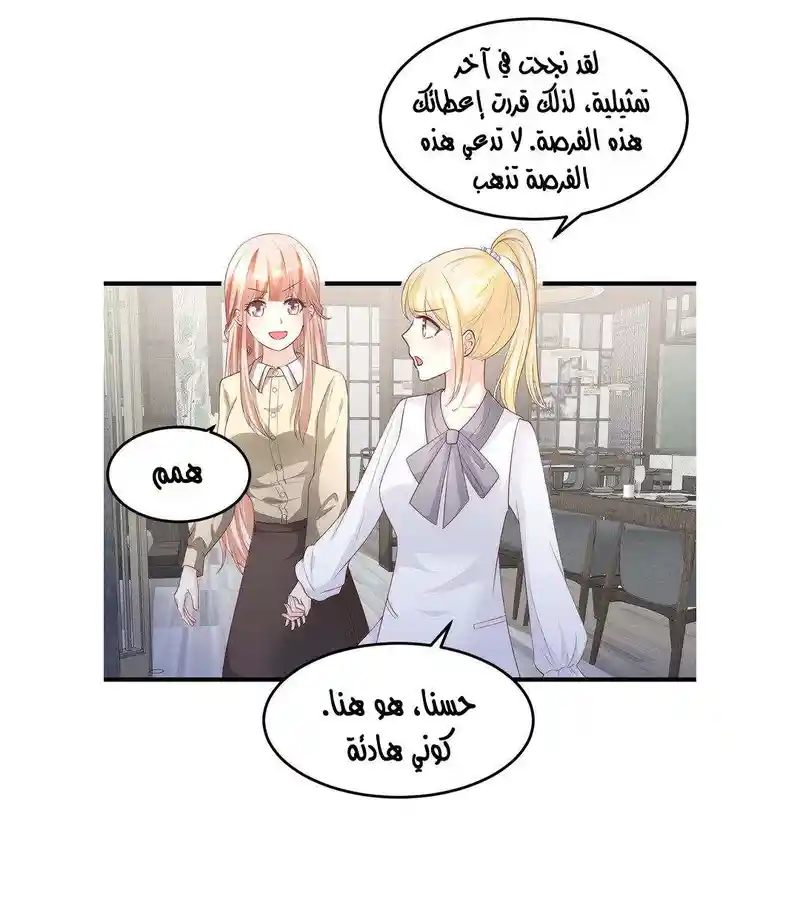 لقد نجحت في آخر
تمثيلية، لذلك قررت إعطائك
هذه الفرصة. لا تدعي هذه
الفرصة تذهب
همم
حسنا، هو هنا.
كوني هادئة